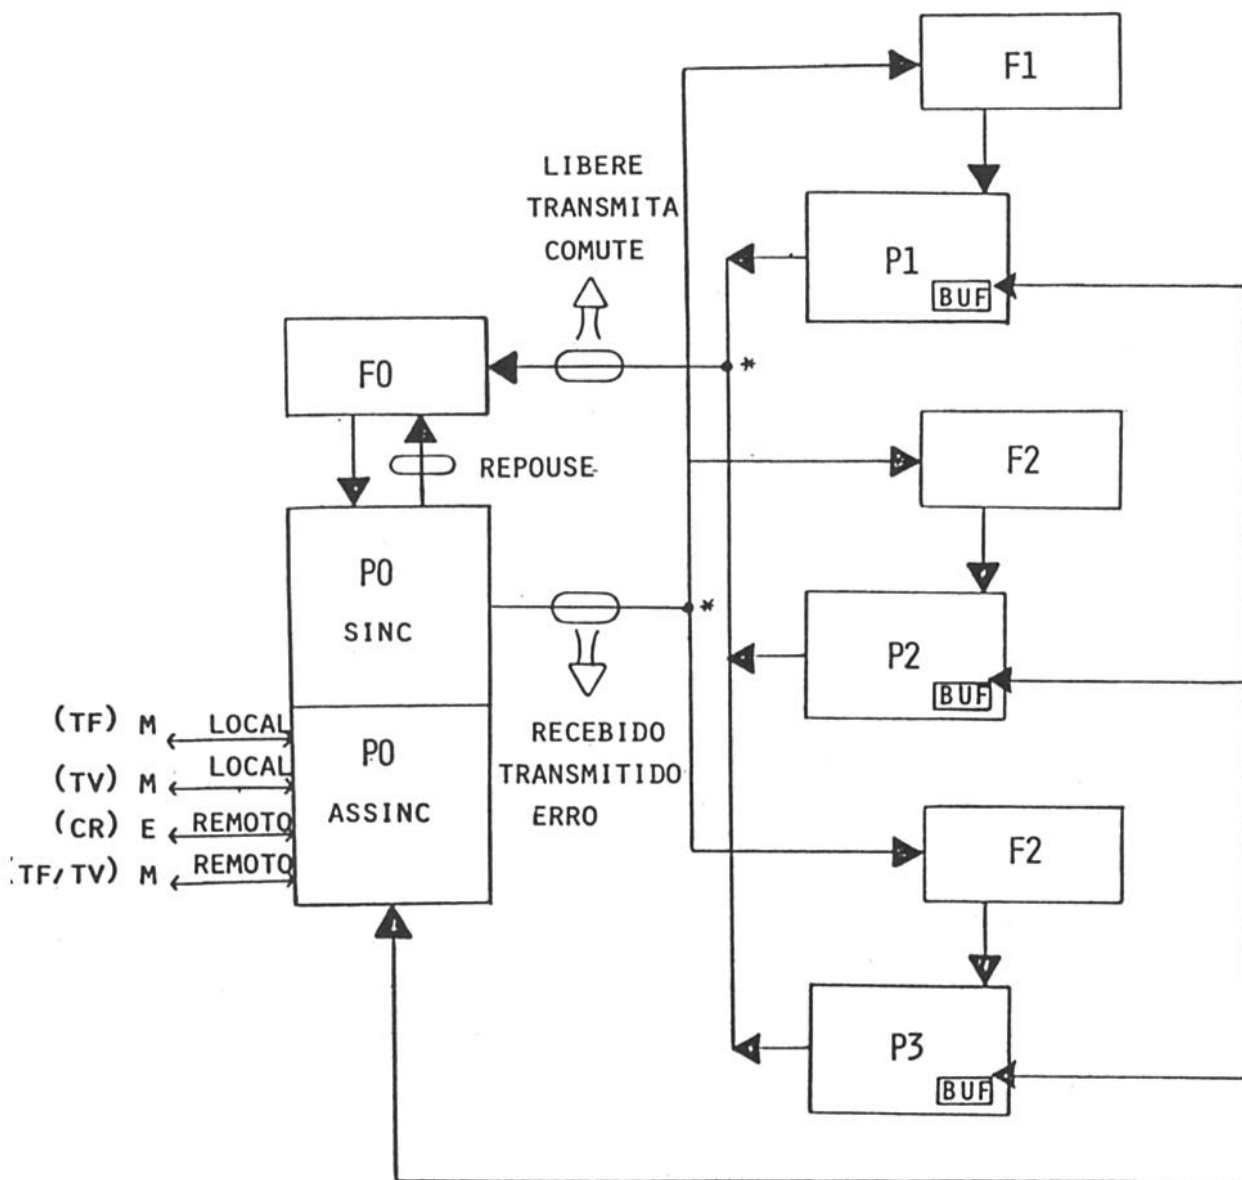 F1
LIBERE
TRANSMITA
COMUTE
P1
BUF
F0
*
F2
REPOUSE
P0
SINC
*
P2
BUF
(TF) M LOCAL
(TV) M LOCAL
(CR) E REMOTO
TF/TV) M REMOTO
P0
ASSINC
RECEBIDO
TRANSMITIDO
ERRO
F2
P3
BUF